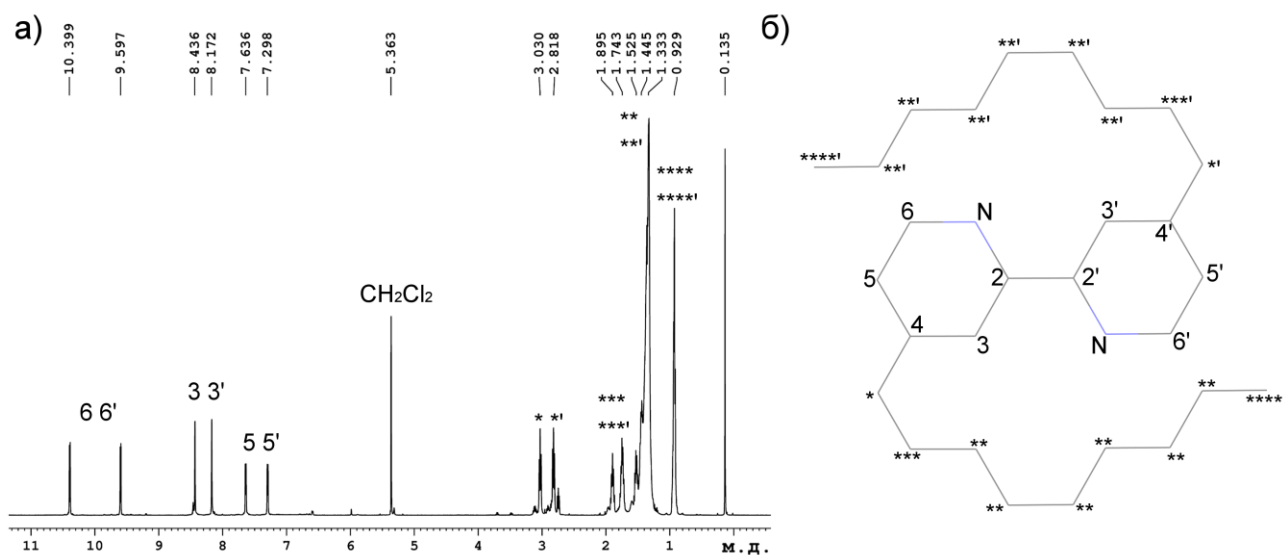 а)
10.399
9.597
8.436
8.172
7.636
7.298
5.363
3.030
2.818
1.895
1.743
1.525
1.445
1.333
0.929
0.135
**
**'
****
****'
CH₂Cl₂
6 6'
3 3'
5 5'
* *'
***
***'
11 10 9 8 7 6 5 4 3 2 1 м.д.
б)
**' **'
**' **' **' ***'
****' **' *'
6 N 3' 4'
5 2 2' 5'
4 3 N 6'
* ** ****
*** ** ** **
** **